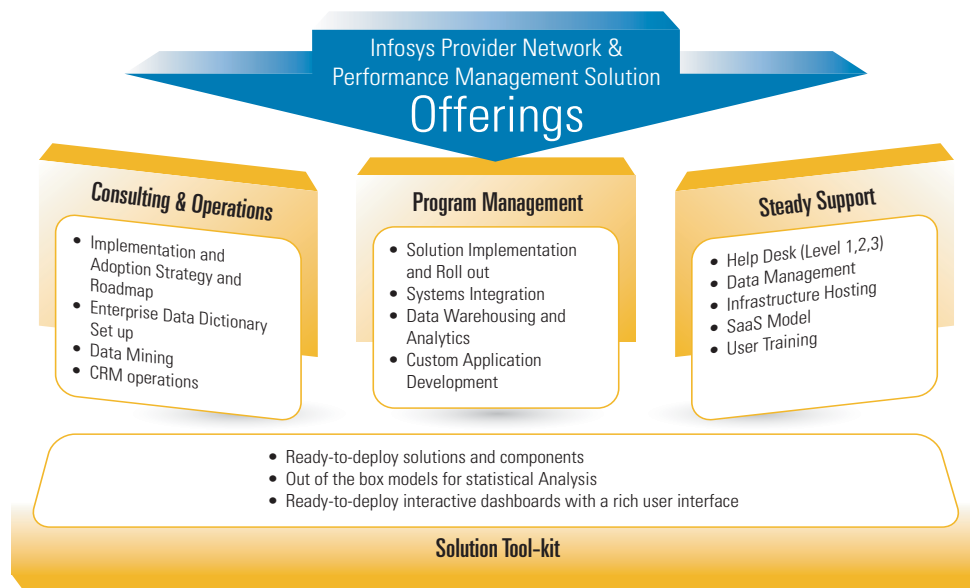 Infosys Provider Network &
Performance Management Solution
Offerings
Consulting & Operations
• Implementation and
Adoption Strategy and
Roadmap
• Enterprise Data Dictionary
Set up
• Data Mining
• CRM operations
Program Management
• Solution Implementation
and Roll out
• Systems Integration
• Data Warehousing and
Analytics
• Custom Application
Development
Steady Support
• Help Desk (Level 1,2,3)
• Data Management
• Infrastructure Hosting
• SaaS Model
• User Training
• Ready-to-deploy solutions and components
• Out of the box models for statistical Analysis
• Ready-to-deploy interactive dashboards with a rich user interface
Solution Tool-kit